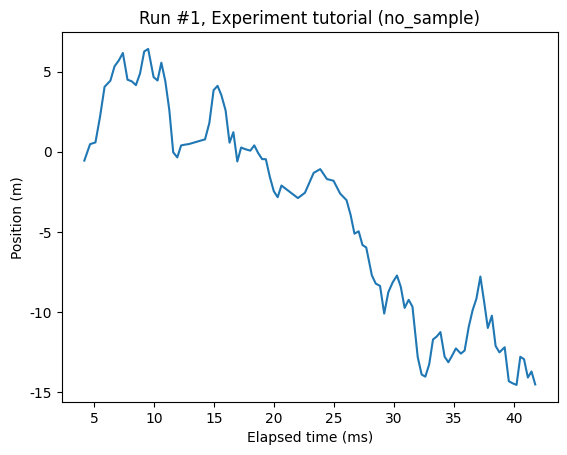 Run #1, Experiment tutorial (no_sample)
5
0
-5
-10
-15
Position (m)
5 10 15 20 25 30 35 40
Elapsed time (ms)